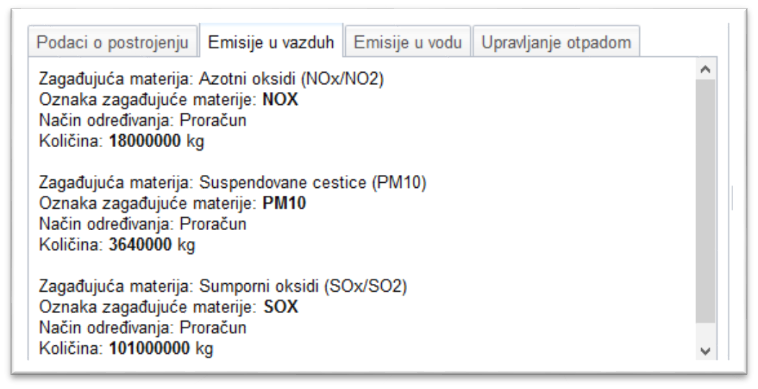 Podaci o postrojenju Emisije u vazduh Emisije u vodu Upravljanje otpadom
Zagađujuća materija: Azotni oksidi (NOx/NO2)
Oznaka zagađujuće materije: NOX
Način određivanja: Proračun
Količina: 18000000 kg
Zagađujuća materija: Suspendovane cestice (PM10)
Oznaka zagađujuće materije: PM10
Način određivanja: Proračun
Količina: 3640000 kg
Zagađujuća materija: Sumporni oksidi (SOx/SO2)
Oznaka zagađujuće materije: SOX
Način određivanja: Proračun
Količina: 101000000 kg